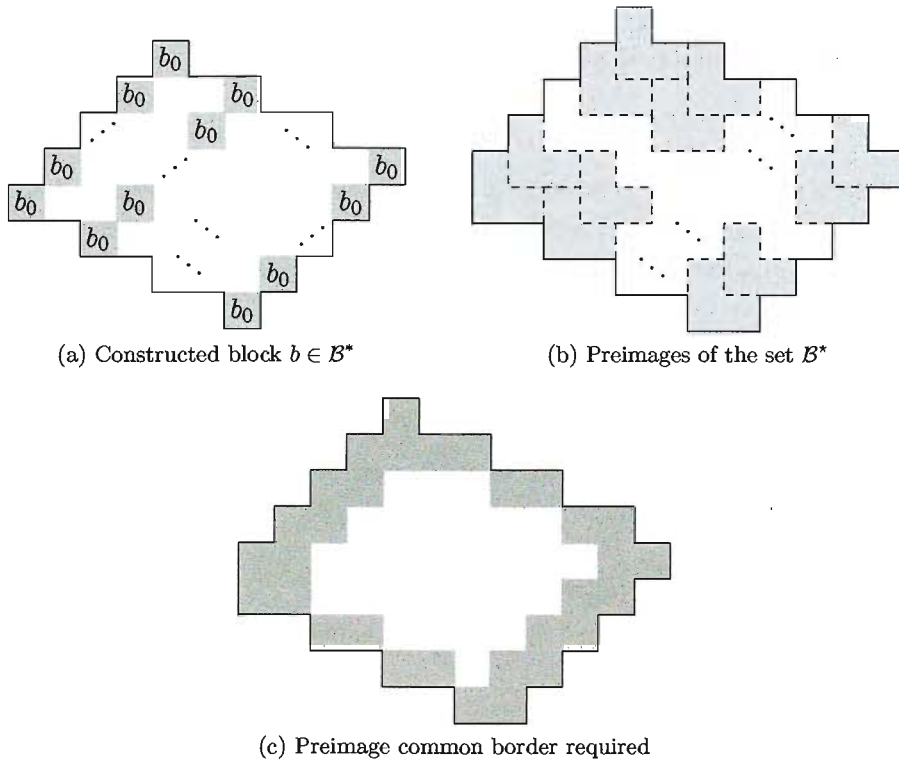 b₀
b₀ b₀
b₀
b₀ b₀
b₀ b₀ b₀
b₀
b₀
b₀
(a) Constructed block b ∈ ℬ*
(b) Preimages of the set ℬ*
(c) Preimage common border required